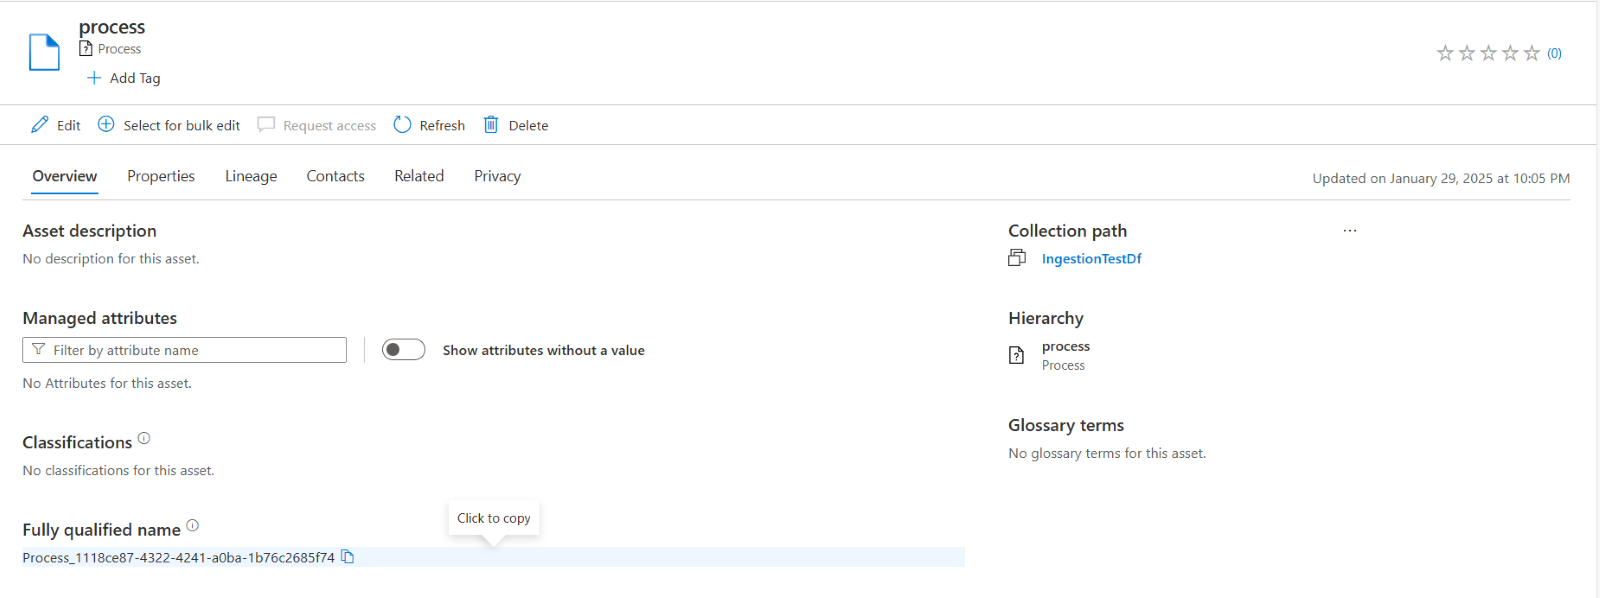 process
Process
Add Tag
(0)
Edit
Select for bulk edit
Request access
Refresh
Delete
Overview
Properties
Lineage
Contacts
Related
Privacy
Updated on January 29, 2025 at 10:05 PM
Asset description
No description for this asset.
Managed attributes
Filter by attribute name
Show attributes without a value
No Attributes for this asset.
Classifications
No classifications for this asset.
Fully qualified name
Click to copy
Process_1118ce87-4322-4241-a0ba-1b76c2685f74
Collection path
...
IngestionTestDf
Hierarchy
process
Process
Glossary terms
No glossary terms for this asset.